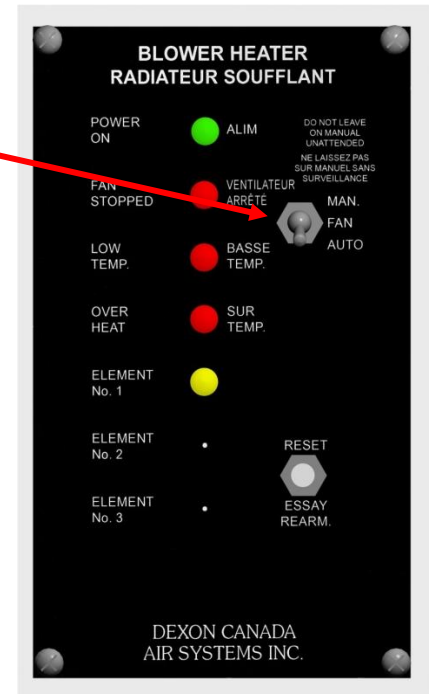 BLOWER HEATER
RADIATEUR SOUFFLANT
POWER
ON
ALIM
DO NOT LEAVE
ON MANUAL
UNATTENDED
NE LAISSEZ PAS
SUR MANUEL SANS
SURVEILLANCE
FAN
STOPPED
VENTILATEUR
ARRÊTÉ
MAN.
FAN
AUTO
LOW
TEMP.
BASSE
TEMP.
OVER
HEAT
SUR
TEMP.
ELEMENT
No. 1
ELEMENT
No. 2
RESET
ELEMENT
No. 3
ESSAY
REARM.
DEXON CANADA
AIR SYSTEMS INC.